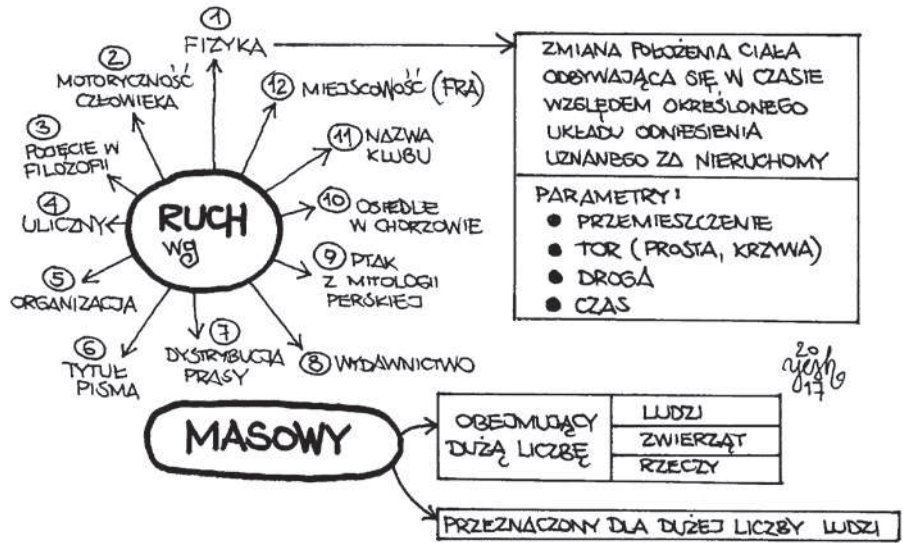 1
FIZYKA
2
MOTORYCZNOŚĆ
CZŁOWIEKA
3
POJĘCIE W
FILOZOFII
4
ULICZNY
5
ORGANIZACJA
6
TYTUŁ
PISMA
7
DYSTRYBUCJA
PRASY
8 WYDAWNICTWO
9 PTAK
Z MITOLOGII
PERSKIEJ
10 OSIEDLE
W CHORZOWIE
11 NAZWA
KLUBU
12 MIEJSCOWOŚĆ (FRA)
RUCH
wg
ZMIANA POŁOŻENIA CIAŁA
ODBYWAJĄCA SIĘ W CZASIE
WZGLĘDEM OKREŚLONEGO
UKŁADU ODNIESIENIA
UZNANEGO ZA NIERUCHOMY
PARAMETRY:
● PRZEMIESZCZENIE
● TOR (PROSTA, KRZYWA)
● DROGA
● CZAS
20
yesh
17
MASOWY
OBEJMUJĄCY
DUŻĄ LICZBĘ
LUDZI
ZWIERZĄT
RZECZY
PRZEZNACZONY DLA DUŻEJ LICZBY LUDZI